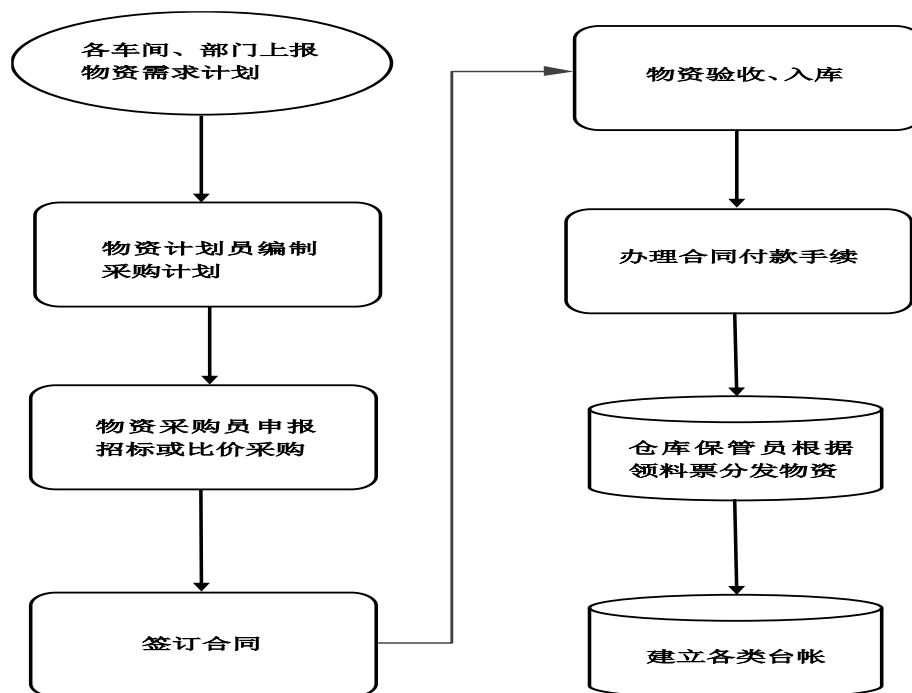 各车间、部门上报
物资需求计划
物资计划员编制
采购计划
物资采购员申报
招标或比价采购
签订合同
物资验收、入库
办理合同付款手续
仓库保管员根据
领料票分发物资
建立各类台帐